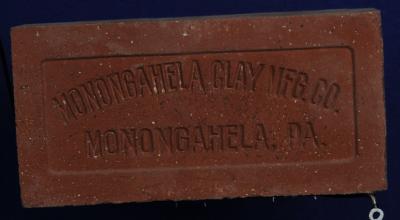 MONONGAHELA CLAY MFG. CO.
MONONGAHELA, PA.